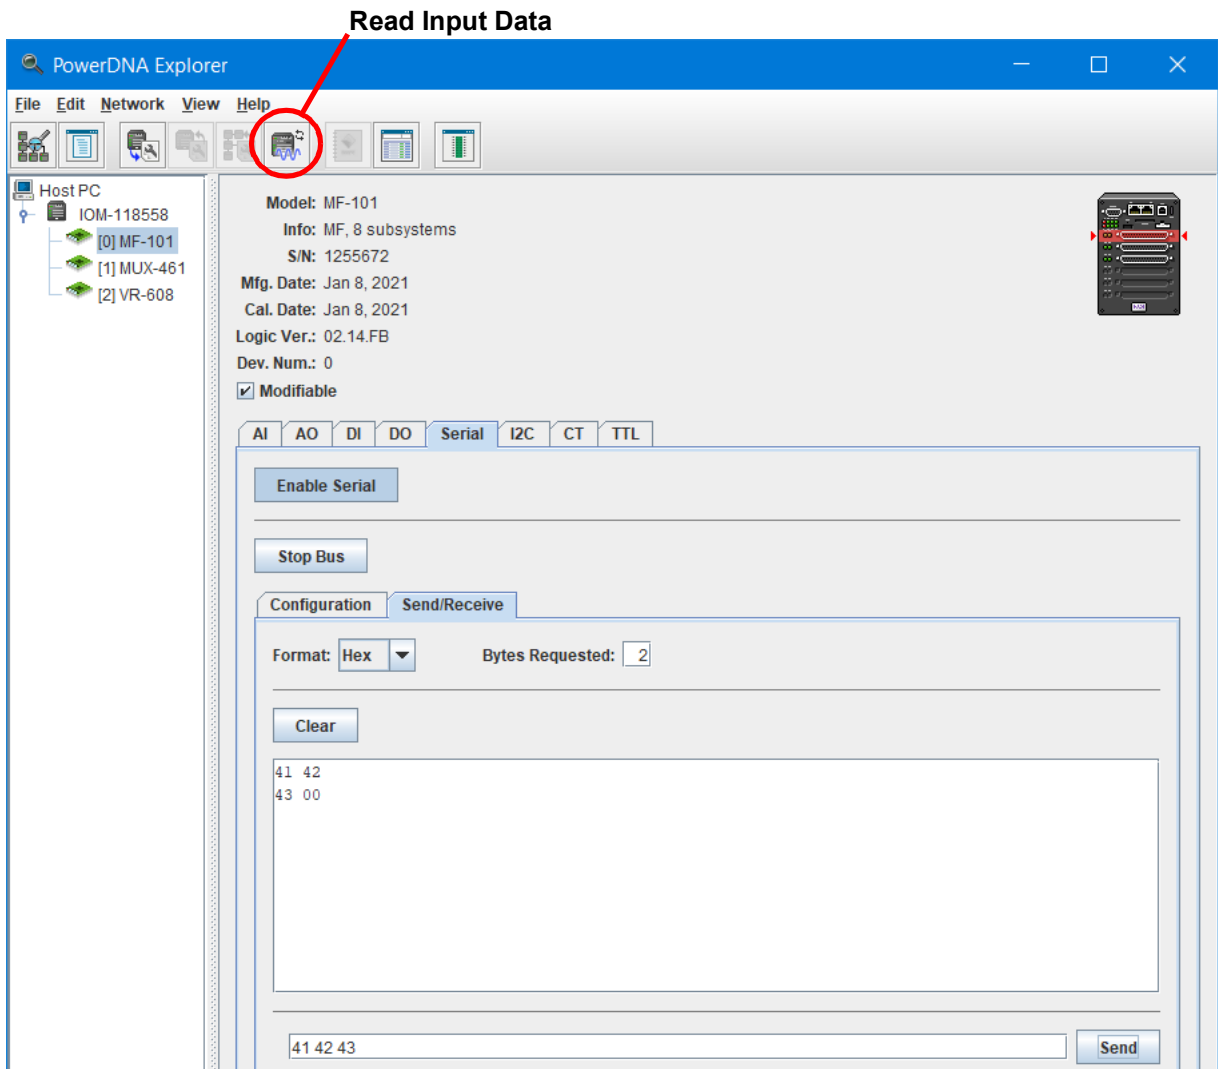 Read Input Data
PowerDNA Explorer
File Edit Network View Help
Host PC
IOM-118558
[0] MF-101
[1] MUX-461
[2] VR-608
Model: MF-101
Info: MF, 8 subsystems
S/N: 1255672
Mfg. Date: Jan 8, 2021
Cal. Date: Jan 8, 2021
Logic Ver.: 02.14.FB
Dev. Num.: 0
Modifiable
AI AO DI DO Serial I2C CT TTL
Enable Serial
Stop Bus
Configuration Send/Receive
Format: Hex Bytes Requested: 2
Clear
41 42
43 00
41 42 43 Send